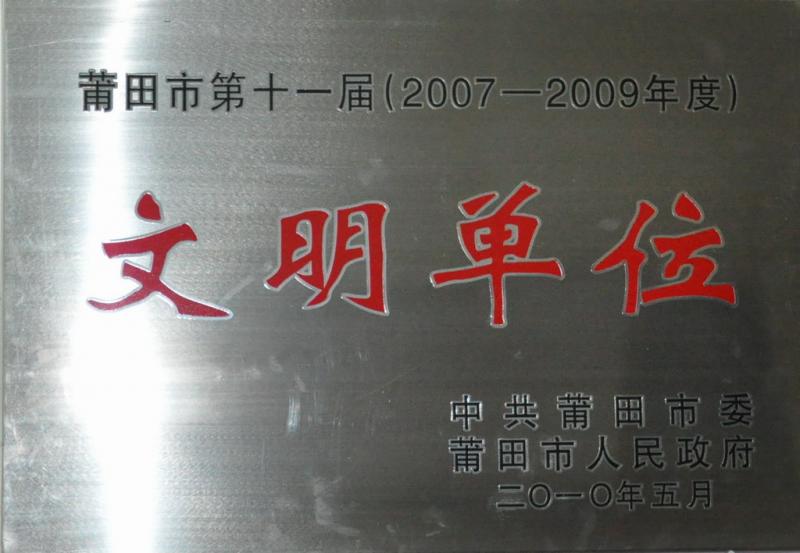 莆田市第十一届(2007—2009年度)
文明单位
中共莆田市委
莆田市人民政府
二〇一〇年五月